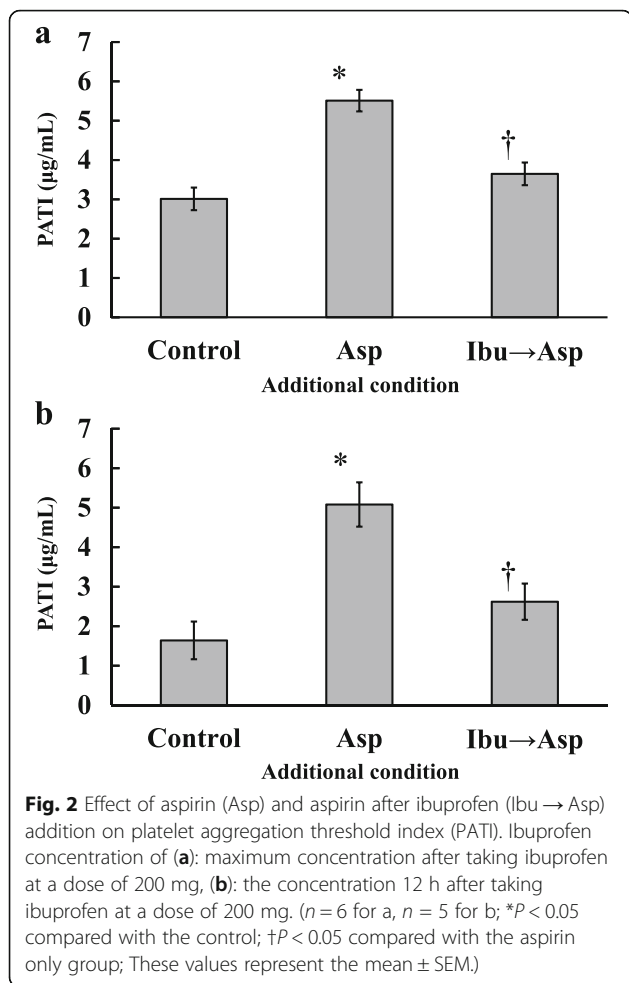 a
7
6
5
4
3
2
1
0
PATI (µg/mL)
*
†
Control Asp Ibu→Asp
Additional condition
b
7
6
5
4
3
2
1
0
PATI (µg/mL)
*
†
Control Asp Ibu→Asp
Additional condition
Fig. 2 Effect of aspirin (Asp) and aspirin after ibuprofen (Ibu → Asp)
addition on platelet aggregation threshold index (PATI). Ibuprofen
concentration of (a): maximum concentration after taking ibuprofen
at a dose of 200 mg, (b): the concentration 12 h after taking
ibuprofen at a dose of 200 mg. (n = 6 for a, n = 5 for b; *P < 0.05
compared with the control; †P < 0.05 compared with the aspirin
only group; These values represent the mean ± SEM.)